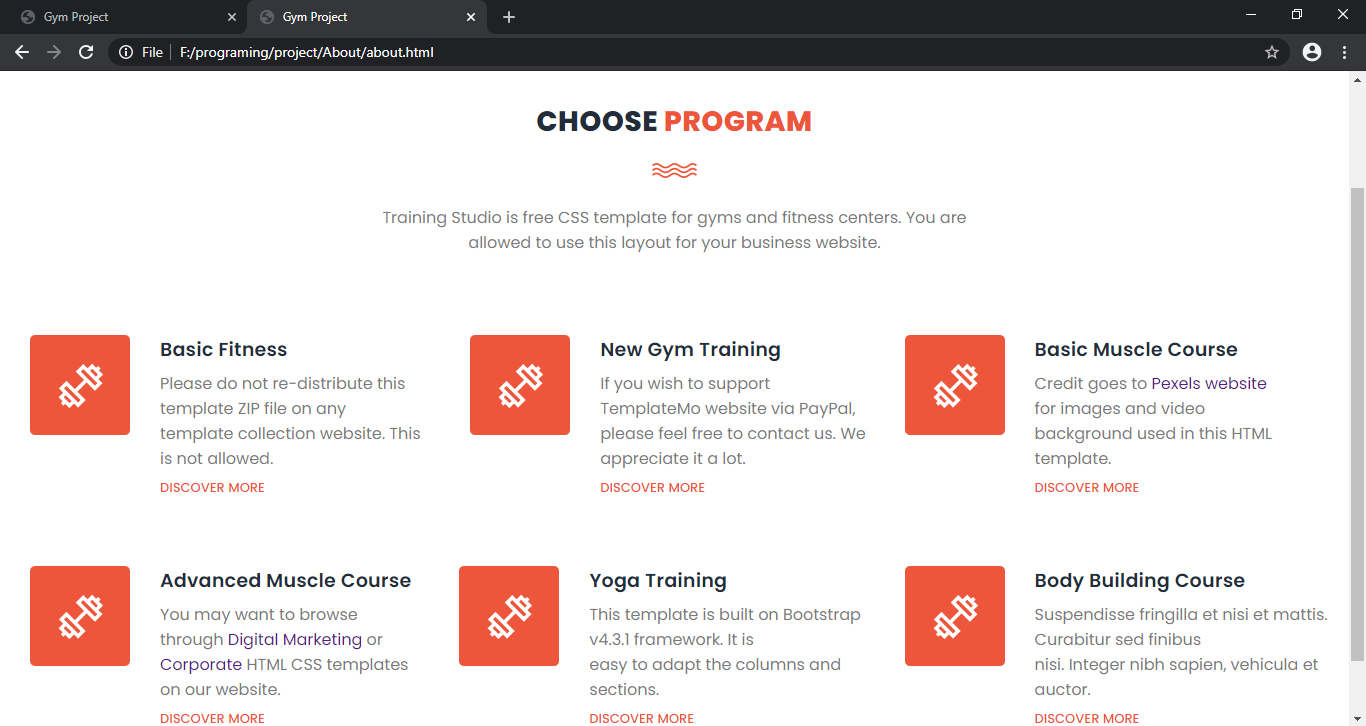 Gym Project
Gym Project
File F:/programing/project/About/about.html
CHOOSE PROGRAM
Training Studio is free CSS template for gyms and fitness centers. You are
allowed to use this layout for your business website.
Basic Fitness
Please do not re-distribute this
template ZIP file on any
template collection website. This
is not allowed.
DISCOVER MORE
New Gym Training
If you wish to support
TemplateMo website via PayPal,
please feel free to contact us. We
appreciate it a lot.
DISCOVER MORE
Basic Muscle Course
Credit goes to Pexels website
for images and video
background used in this HTML
template.
DISCOVER MORE
Advanced Muscle Course
You may want to browse
through Digital Marketing or
Corporate HTML CSS templates
on our website.
DISCOVER MORE
Yoga Training
This template is built on Bootstrap
v4.3.1 framework. It is
easy to adapt the columns and
sections.
DISCOVER MORE
Body Building Course
Suspendisse fringilla et nisi et mattis.
Curabitur sed finibus
nisi. Integer nibh sapien, vehicula et
auctor.
DISCOVER MORE